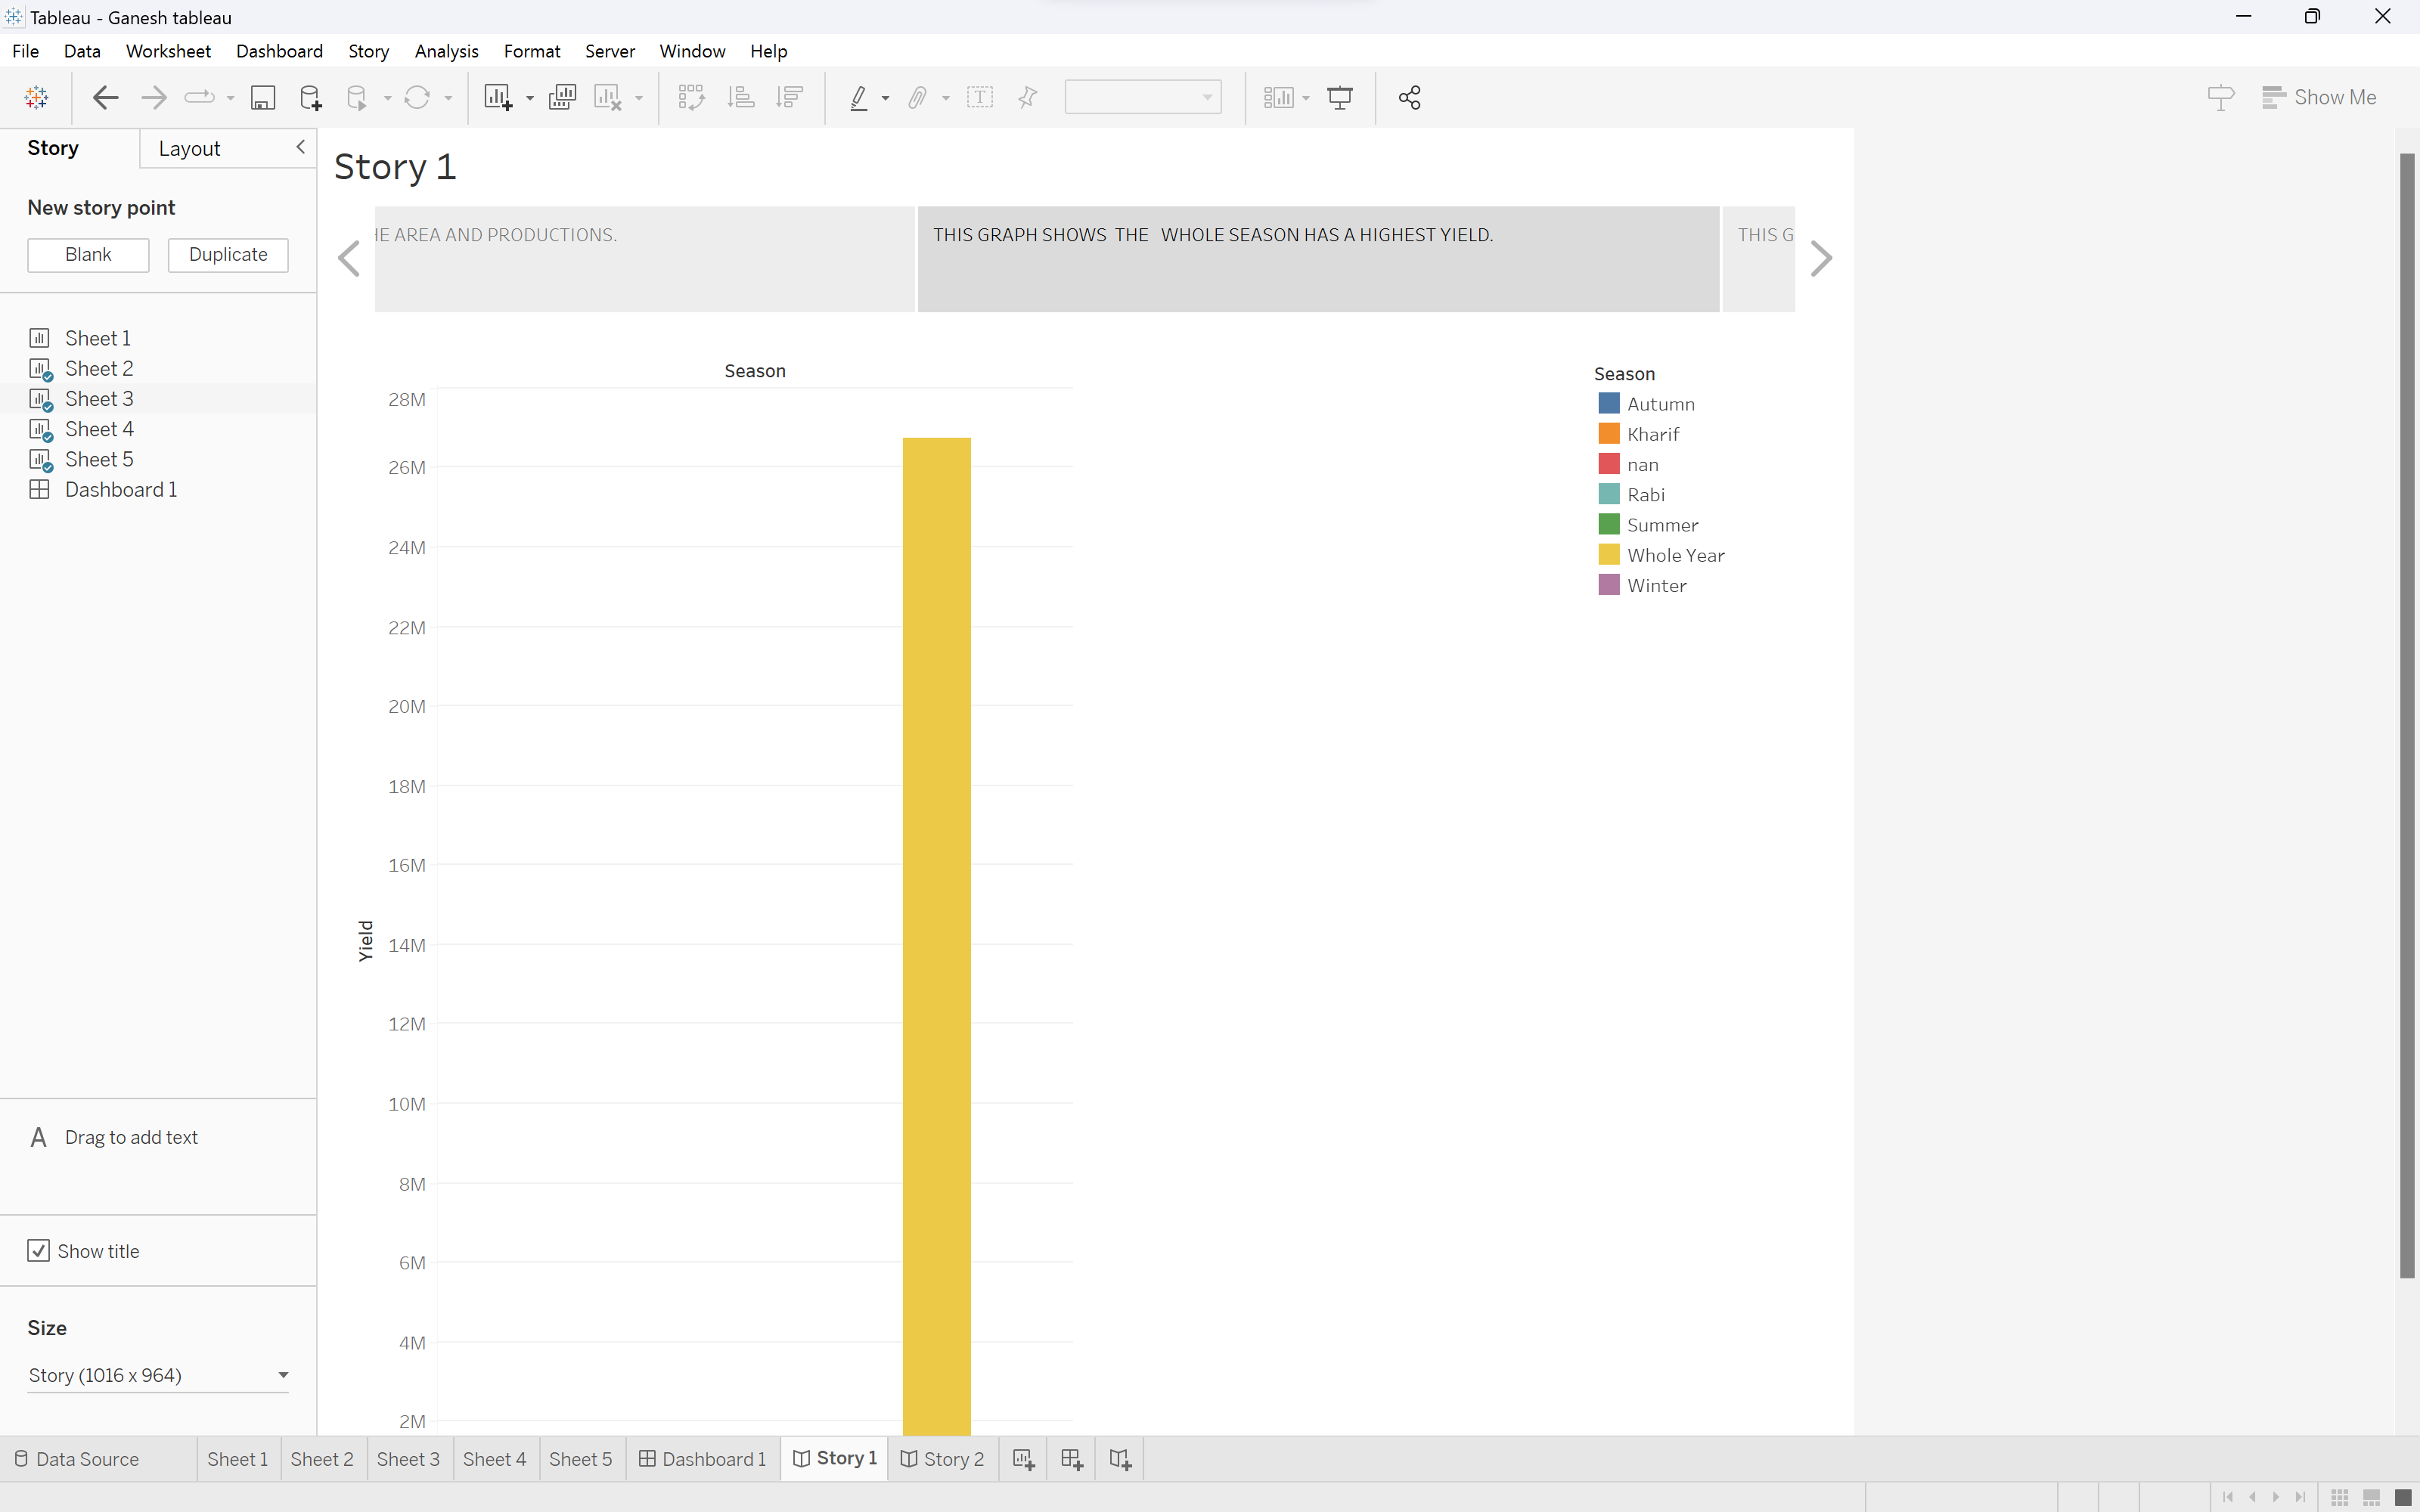 Tableau - Ganesh tableau
File Data Worksheet Dashboard Story Analysis Format Server Window Help
Show Me
Story Layout
New story point
Blank Duplicate
Sheet 1
Sheet 2
Sheet 3
Sheet 4
Sheet 5
Dashboard 1
Drag to add text
Show title
Size
Story (1016 x 964)
Story 1
HE AREA AND PRODUCTIONS.
THIS GRAPH SHOWS THE WHOLE SEASON HAS A HIGHEST YIELD.
THIS G
Season
28M
26M
24M
22M
20M
18M
16M
14M
12M
10M
8M
6M
4M
2M
Yield
Season
Autumn
Kharif
nan
Rabi
Summer
Whole Year
Winter
Data Source Sheet 1 Sheet 2 Sheet 3 Sheet 4 Sheet 5 Dashboard 1 Story 1 Story 2